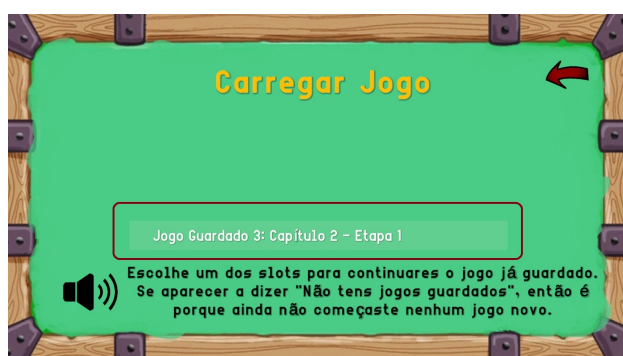 Carregar Jogo
Jogo Guardado 3: Capítulo 2 - Etapa 1
Escolhe um dos slots para continuares o jogo já guardado.
Se aparecer a dizer "Não tens jogos guardados", então é
porque ainda não começaste nenhum jogo novo.